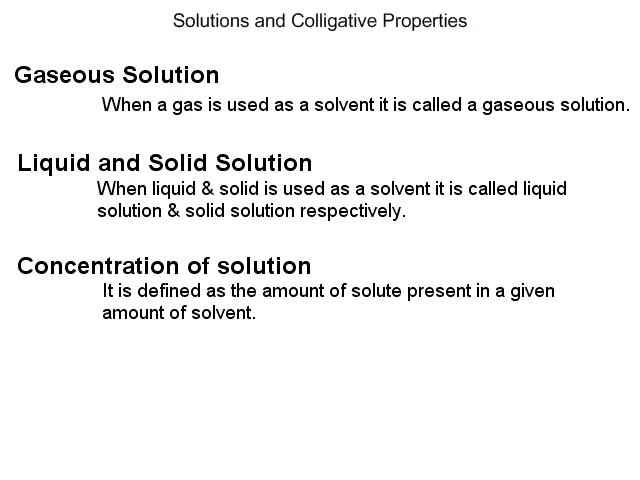 Solutions and Colligative Properties
Gaseous Solution
When a gas is used as a solvent it is called a gaseous solution.
Liquid and Solid Solution
When liquid & solid is used as a solvent it is called liquid
solution & solid solution respectively.
Concentration of solution
It is defined as the amount of solute present in a given
amount of solvent.